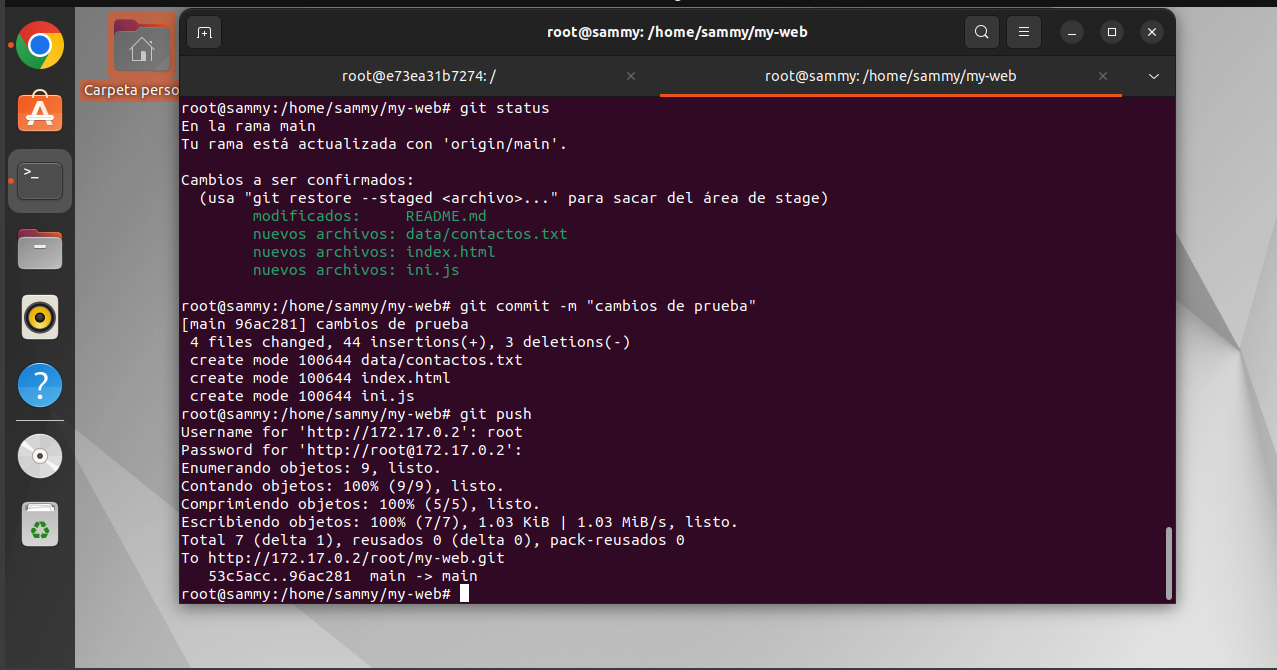 root@sammy: /home/sammy/my-web
root@e73ea31b7274: /
root@sammy: /home/sammy/my-web
Carpeta perso
root@sammy:/home/sammy/my-web# git status
En la rama main
Tu rama está actualizada con 'origin/main'.
Cambios a ser confirmados:
(usa "git restore --staged <archivo>..." para sacar del área de stage)
modificados:     README.md
nuevos archivos: data/contactos.txt
nuevos archivos: index.html
nuevos archivos: ini.js
root@sammy:/home/sammy/my-web# git commit -m "cambios de prueba"
[main 96ac281] cambios de prueba
4 files changed, 44 insertions(+), 3 deletions(-)
create mode 100644 data/contactos.txt
create mode 100644 index.html
create mode 100644 ini.js
root@sammy:/home/sammy/my-web# git push
Username for 'http://172.17.0.2': root
Password for 'http://root@172.17.0.2':
Enumerando objetos: 9, listo.
Contando objetos: 100% (9/9), listo.
Comprimiendo objetos: 100% (5/5), listo.
Escribiendo objetos: 100% (7/7), 1.03 KiB | 1.03 MiB/s, listo.
Total 7 (delta 1), reusados 0 (delta 0), pack-reusados 0
To http://172.17.0.2/root/my-web.git
53c5acc..96ac281  main -> main
root@sammy:/home/sammy/my-web#